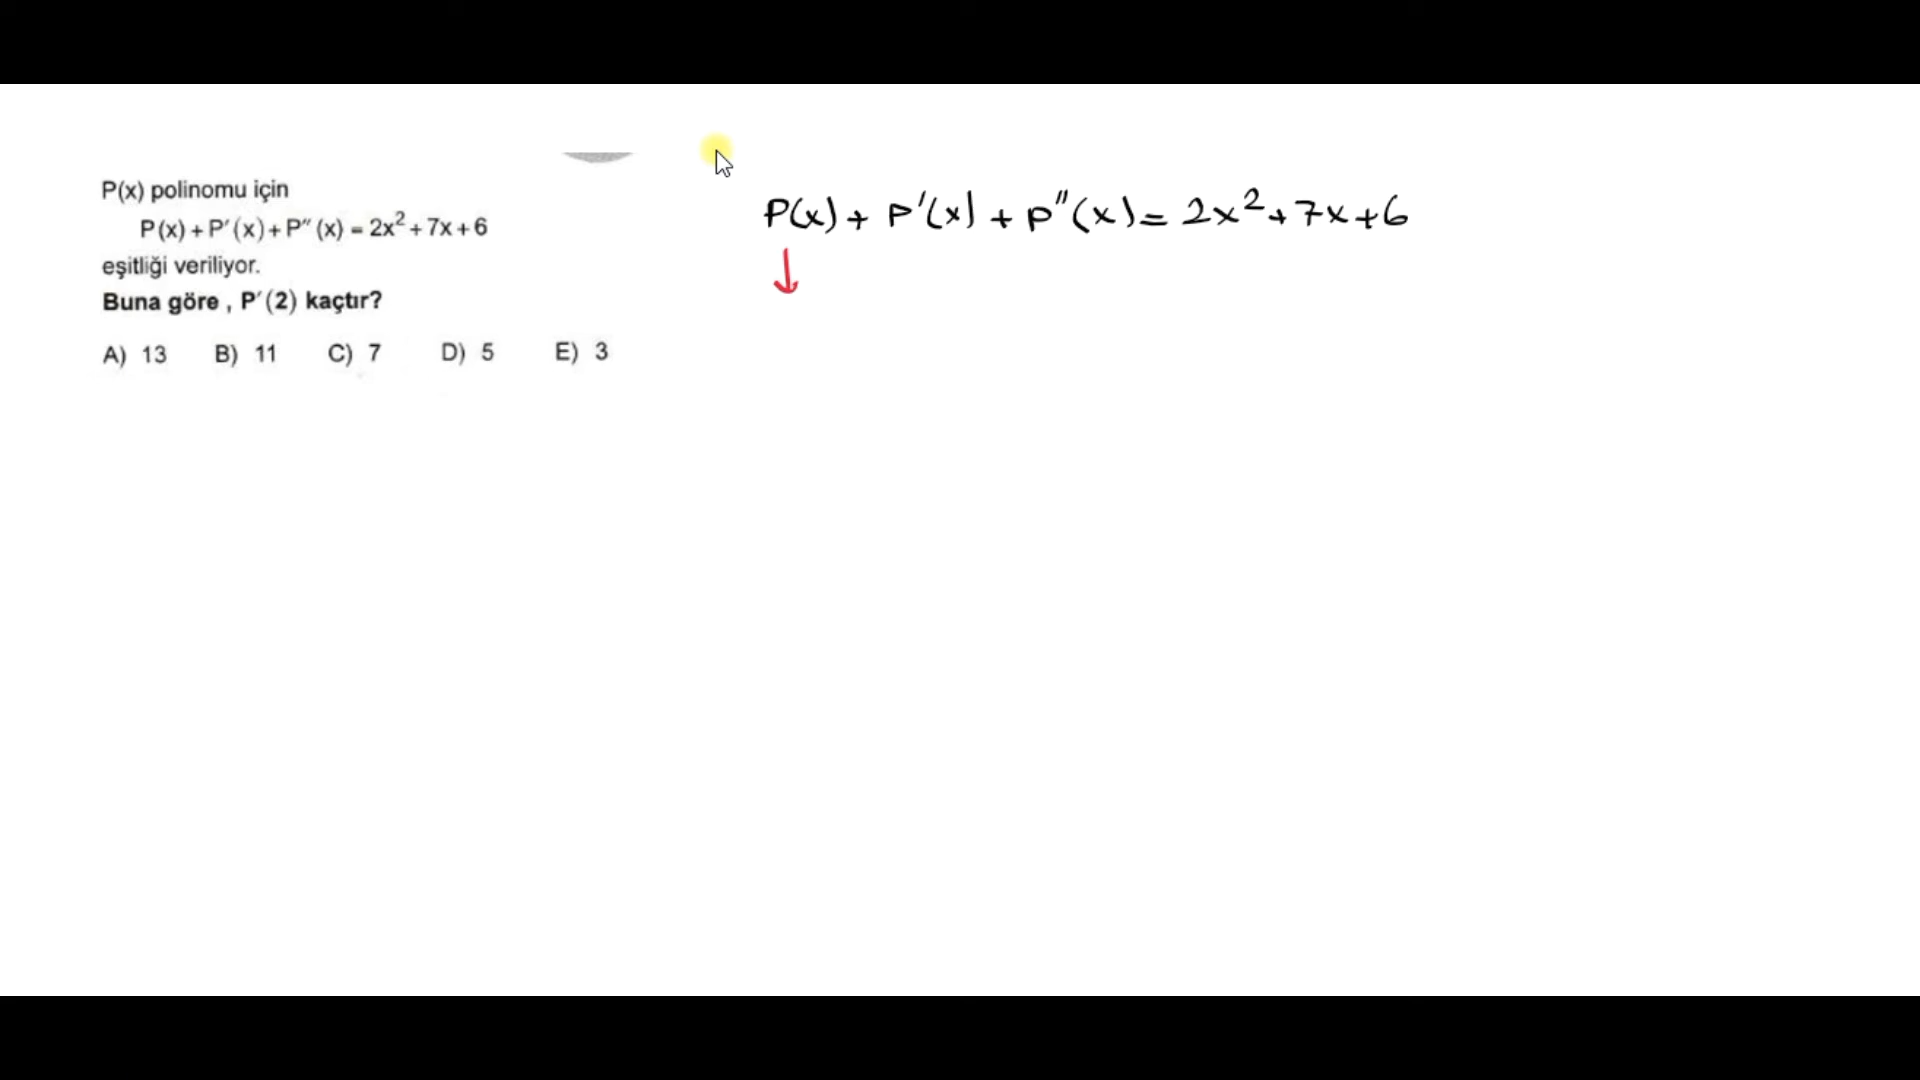 P(x) polinomu için
P(x) + P′(x) + P″(x) = 2x² + 7x + 6
eşitliği veriliyor.
Buna göre , P′(2) kaçtır?
A) 13 B) 11 C) 7 D) 5 E) 3
P(x) + P′(x) + P″(x) = 2x² + 7x + 6